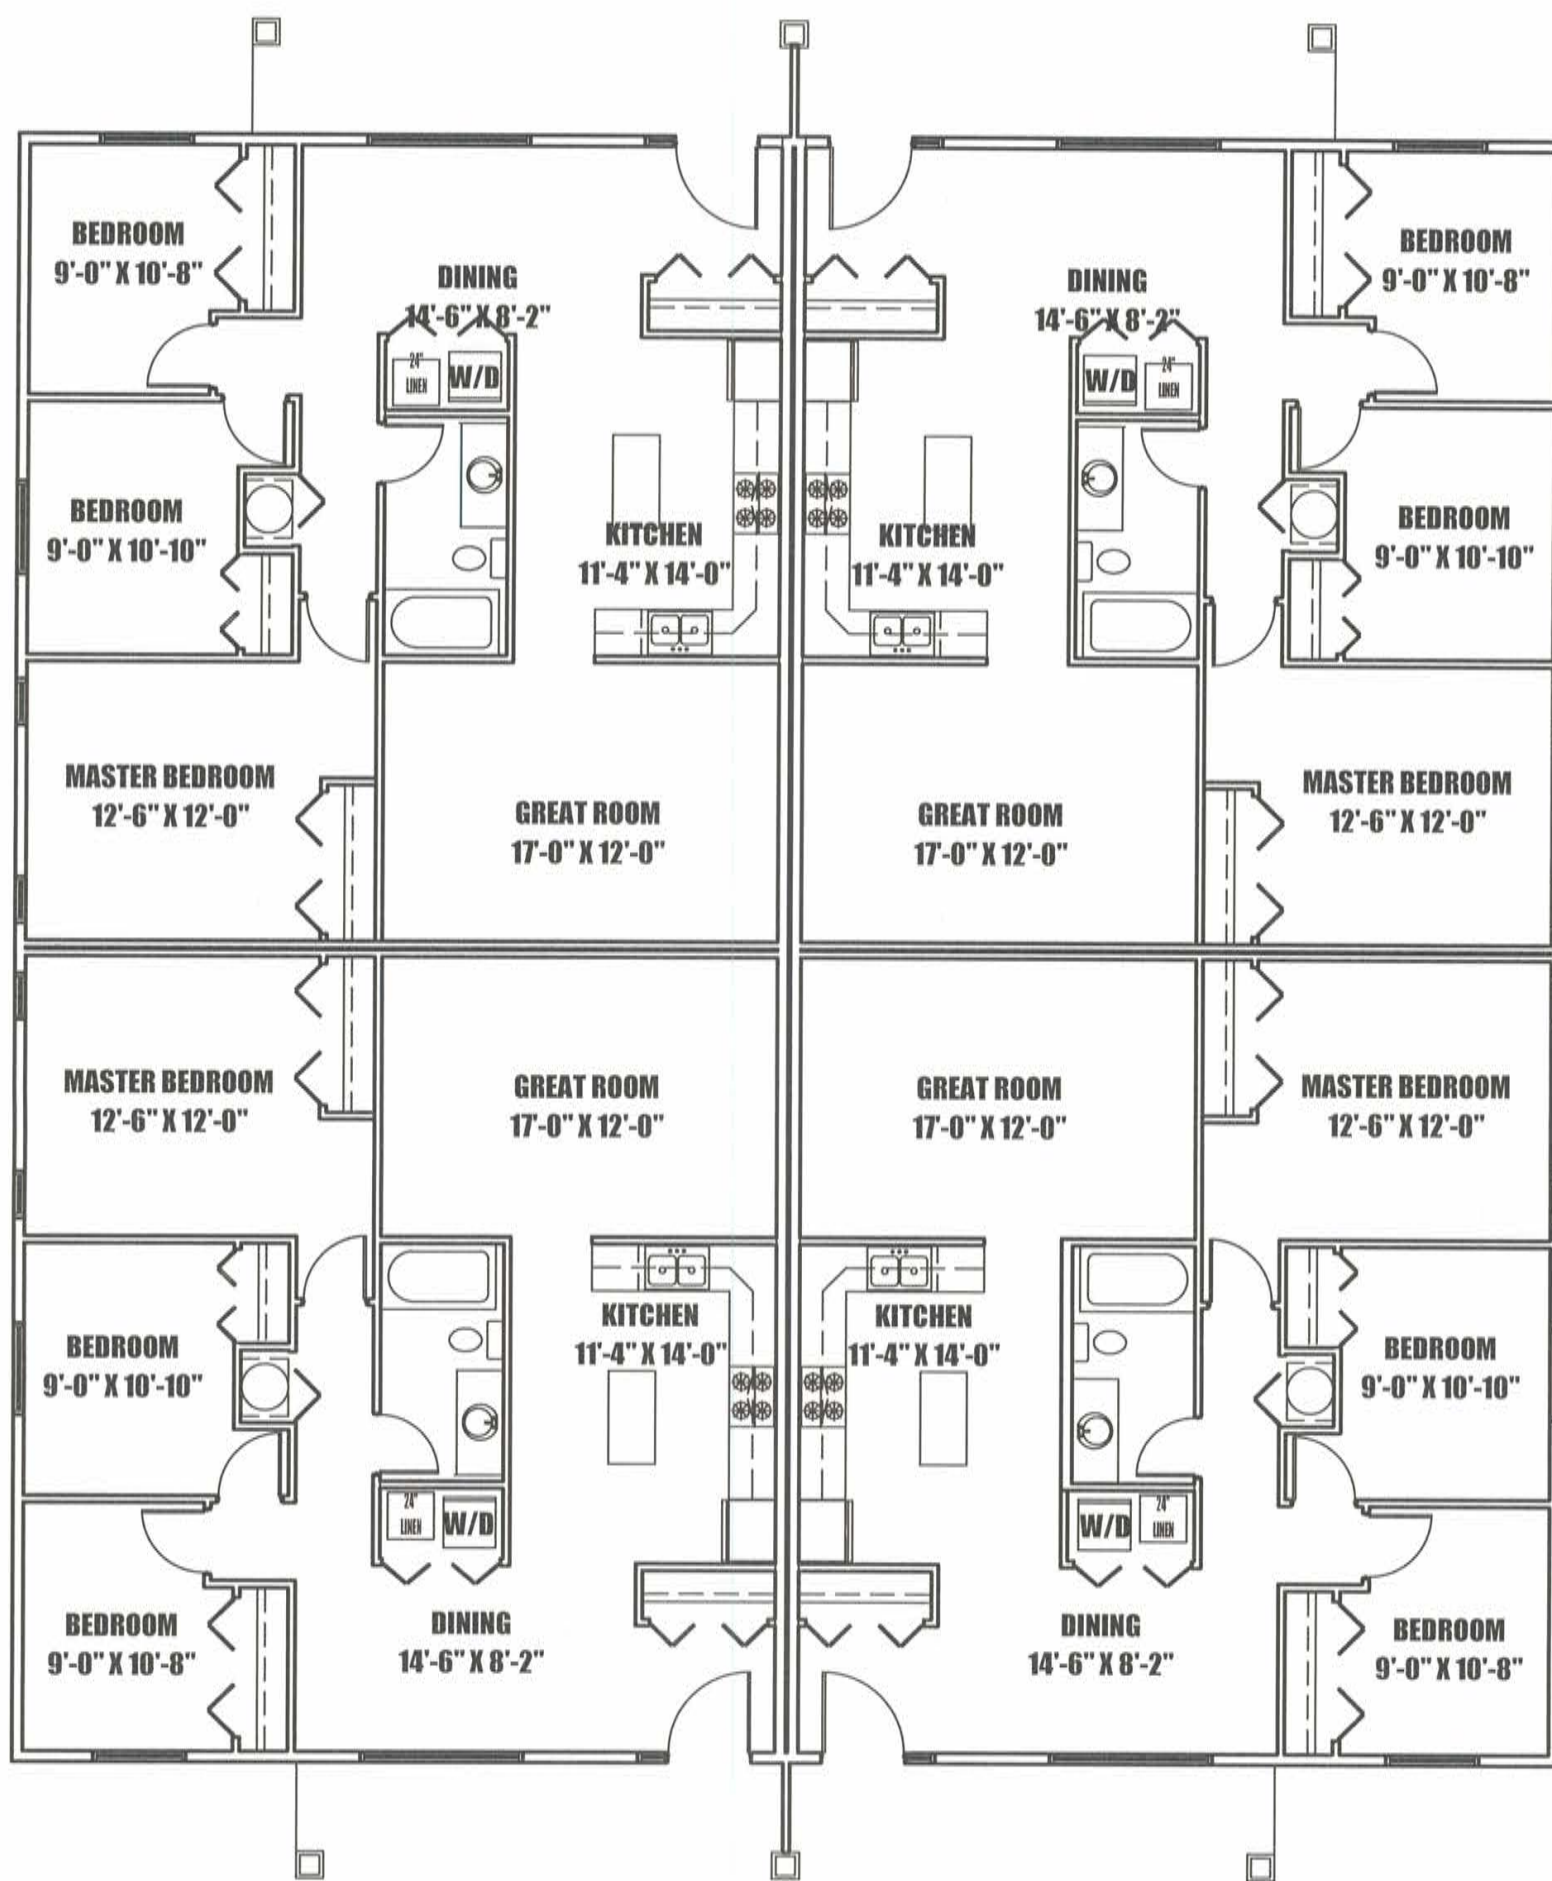 BEDROOM
9'-0" X 10'-8"
DINING
14'-6" X 8'-2"
DINING
14'-6" X 8'-2"
BEDROOM
9'-0" X 10'-8"
24"
LINEN
W/D
W/D
24"
LINEN
BEDROOM
9'-0" X 10'-10"
KITCHEN
11'-4" X 14'-0"
KITCHEN
11'-4" X 14'-0"
BEDROOM
9'-0" X 10'-10"
MASTER BEDROOM
12'-6" X 12'-0"
GREAT ROOM
17'-0" X 12'-0"
GREAT ROOM
17'-0" X 12'-0"
MASTER BEDROOM
12'-6" X 12'-0"
MASTER BEDROOM
12'-6" X 12'-0"
GREAT ROOM
17'-0" X 12'-0"
GREAT ROOM
17'-0" X 12'-0"
MASTER BEDROOM
12'-6" X 12'-0"
BEDROOM
9'-0" X 10'-10"
KITCHEN
11'-4" X 14'-0"
KITCHEN
11'-4" X 14'-0"
BEDROOM
9'-0" X 10'-10"
24"
LINEN
W/D
W/D
24"
LINEN
BEDROOM
9'-0" X 10'-8"
DINING
14'-6" X 8'-2"
DINING
14'-6" X 8'-2"
BEDROOM
9'-0" X 10'-8"